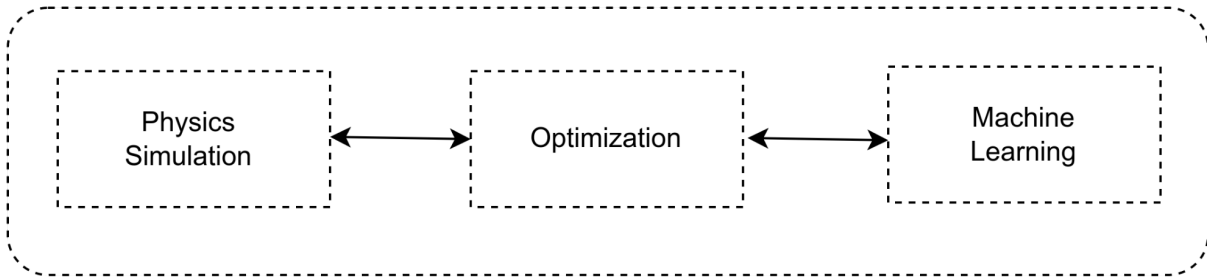 Physics
Simulation
Optimization
Machine
Learning